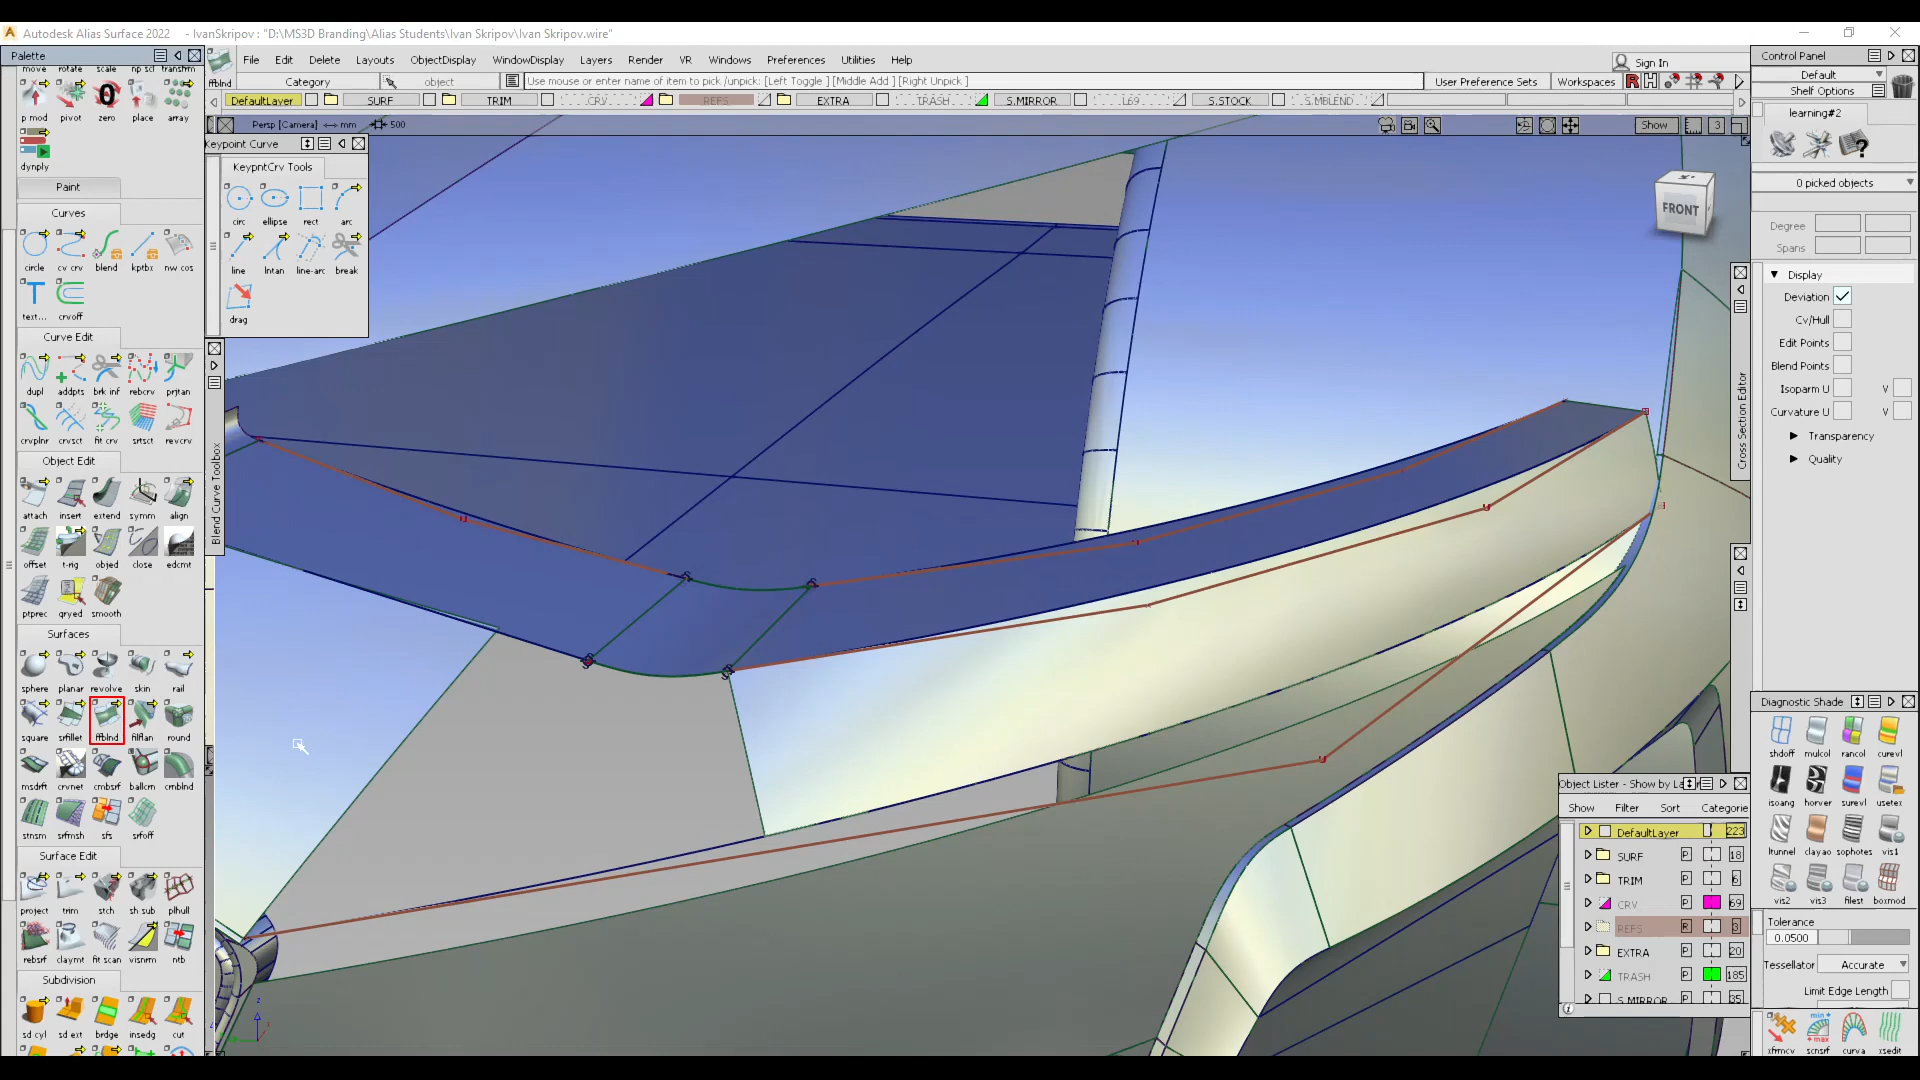 Autodesk Alias Surface 2022 - IvanSkripov : "D:\MS3D Branding\Alias Students\Ivan Skripov\Ivan Skripov.wire"
Palette
ffblnd
File Edit Delete Layouts ObjectDisplay WindowDisplay Layers Render VR Windows Preferences Utilities Help
Sign In
Control Panel
Category
object
Use mouse or enter name of item to pick /unpick: [Left Toggle ] [Middle Add ] [Right Unpick ]
User Preference Sets
Workspaces
Default
Shelf Options
DefaultLayer
SURF
TRIM
CRV
REFS
EXTRA
TRASH
S.MIRROR
L69
S.STOCK
S.MBLEND
Persp [Camera] <-> mm 500
Show
3
move rotate scale np scl transfrm
p mod pivot zero place array
dynply
Paint
Curves
circle cv crv blend kptbx nw cos
text... crvoff
Curve Edit
dupl addpts brk inf rebcrv prjtan
crvplnr crvsct fit crv srtsct revcrv
Object Edit
attach insert extend symm align
offset t-rig objed close edcmt
ptprec qryed smooth
Surfaces
sphere planar revolve skin rail
square srfillet ffblnd filflan round
msdrft crvnet cmbsrf ballcrn cmblnd
stnsm srfmsh sfs srfoff
Surface Edit
project trim stch sh sub plhull
rebsrf claymt fit scan visnrm ntb
Subdivision
sd cyl sd ext brdge insedg cut
Keypoint Curve
KeypntCrv Tools
circ ellipse rect arc
line lntan line-arc break
drag
Blend Curve Toolbox
FRONT
Cross Section Editor
learning#2
0 picked objects
Degree
Spans
Display
Deviation
Cv/Hull
Edit Points
Blend Points
Isoparm U V
Curvature U V
Transparency
Quality
Diagnostic Shade
shdoff mulcol rancol curevl
isoang horver surevl usetex
ltunnel clayao sophotes vis1
vis2 vis3 filest boxmod
Tolerance
0.0500
Tessellator Accurate
Limit Edge Length
xfrmcv scnsrf curva xsedit
Object Lister - Show by La
Show Filter Sort Categorie
DefaultLayer 223
SURF P 18
TRIM P 6
CRV P 69
REFS R 3
EXTRA P 20
TRASH P 185
S.MIRROR P 35
z